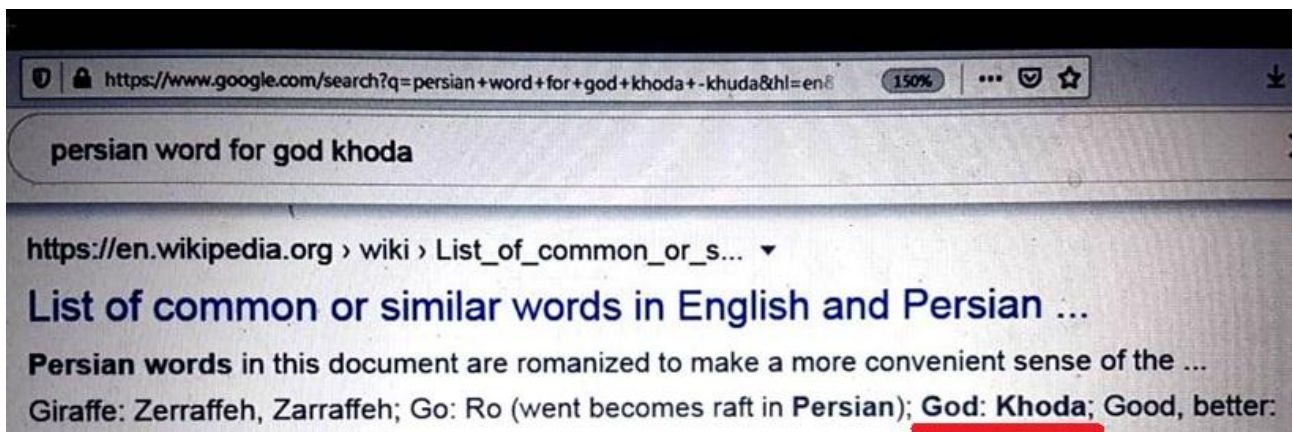 https://www.google.com/search?q=persian+word+for+god+khoda+-khuda&hl=en& 150%
persian word for god khoda
https://en.wikipedia.org › wiki › List_of_common_or_s...
List of common or similar words in English and Persian ...
Persian words in this document are romanized to make a more convenient sense of the ...
Giraffe: Zerraffeh, Zarraffeh; Go: Ro (went becomes raft in Persian); God: Khoda; Good, better: